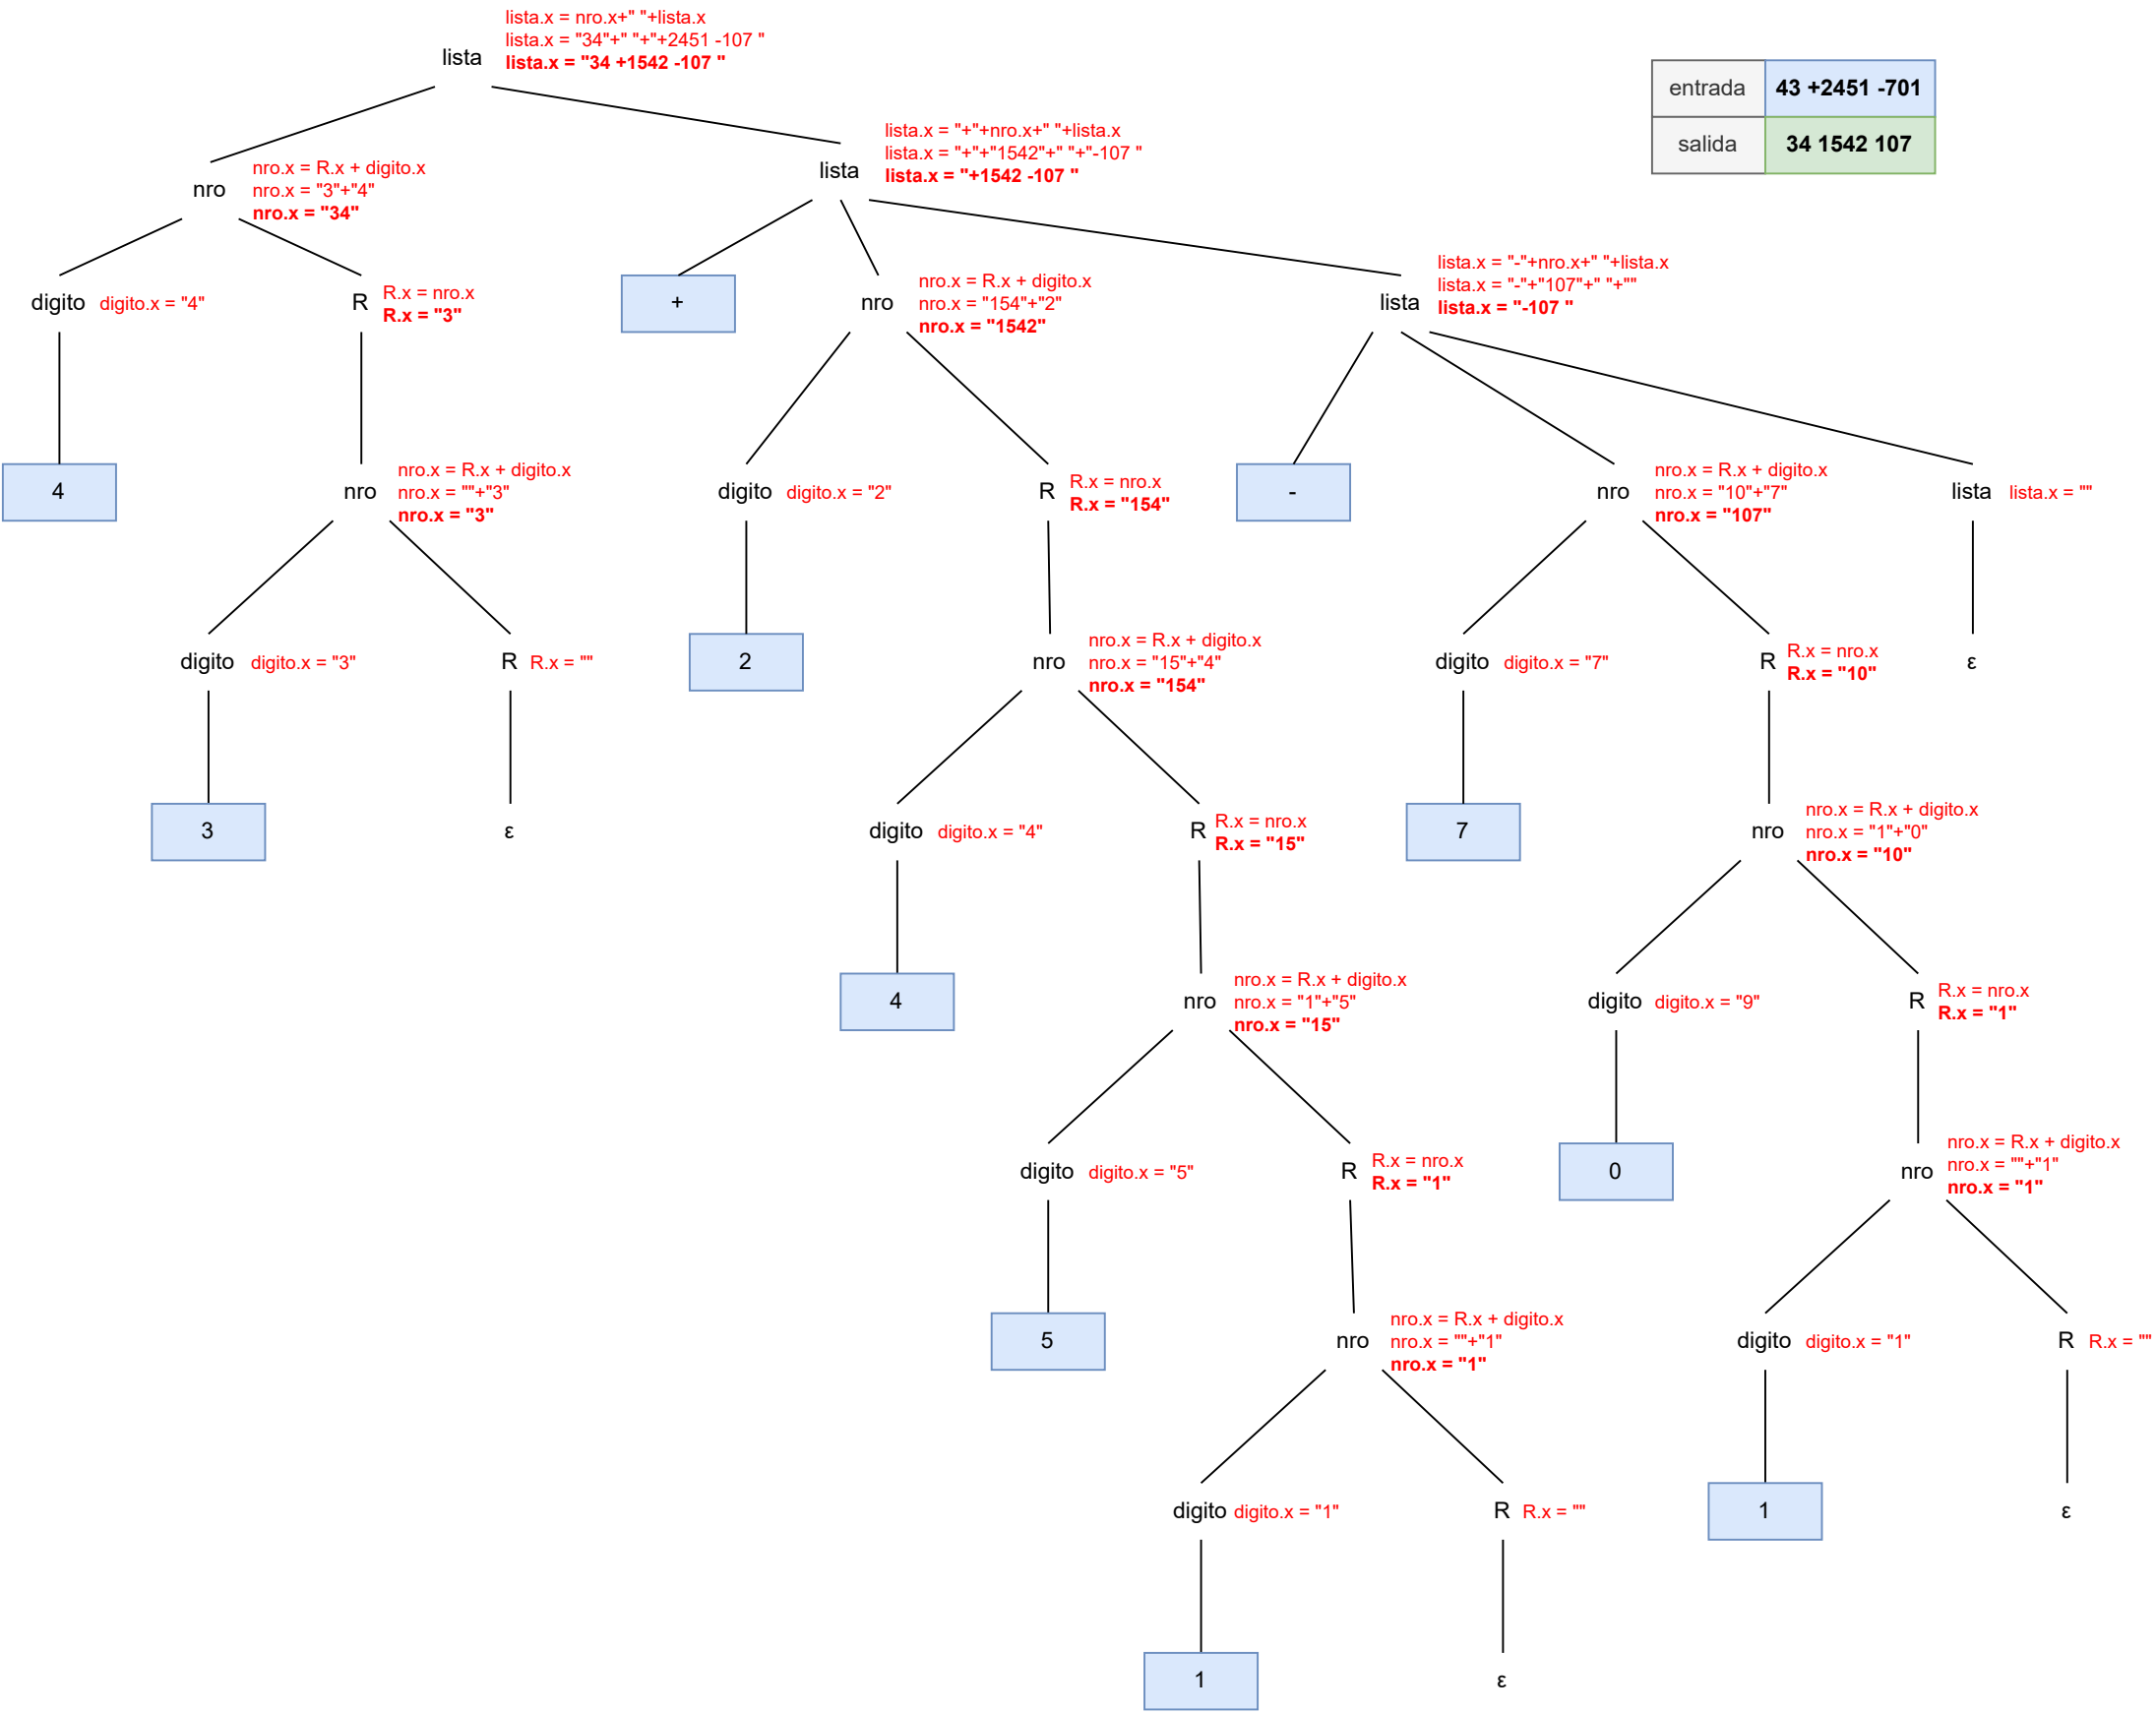 lista.x = nro.x+" "+lista.x
lista.x = "34"+" "+"+2451 -107 "
lista
lista.x = "34 +1542 -107 "
entrada
43 +2451 -701
salida
34 1542 107
lista.x = "+"+nro.x+" "+lista.x
lista.x = "+"+"1542"+" "+"-107 "
lista
lista.x = "+1542 -107 "
nro.x = R.x + digito.x
nro
nro.x = "3"+"4"
nro.x = "34"
lista.x = "-"+nro.x+" "+lista.x
lista.x = "-"+"107"+" "+""
lista
lista.x = "-107 "
digito
digito.x = "4"
R
R.x = nro.x
R.x = "3"
+
nro
nro.x = R.x + digito.x
nro.x = "154"+"2"
nro.x = "1542"
4
nro
nro.x = R.x + digito.x
nro.x = ""+"3"
nro.x = "3"
digito
digito.x = "2"
R
R.x = nro.x
R.x = "154"
-
nro
nro.x = R.x + digito.x
nro.x = "10"+"7"
nro.x = "107"
lista
lista.x = ""
digito
digito.x = "3"
R
R.x = ""
2
nro
nro.x = R.x + digito.x
nro.x = "15"+"4"
nro.x = "154"
digito
digito.x = "7"
R
R.x = nro.x
R.x = "10"
ε
3
ε
digito
digito.x = "4"
R
R.x = nro.x
R.x = "15"
7
nro
nro.x = R.x + digito.x
nro.x = "1"+"0"
nro.x = "10"
4
nro
nro.x = R.x + digito.x
nro.x = "1"+"5"
nro.x = "15"
digito
digito.x = "9"
R
R.x = nro.x
R.x = "1"
digito
digito.x = "5"
R
R.x = nro.x
R.x = "1"
0
nro
nro.x = R.x + digito.x
nro.x = ""+"1"
nro.x = "1"
5
nro
nro.x = R.x + digito.x
nro.x = ""+"1"
nro.x = "1"
digito
digito.x = "1"
R
R.x = ""
digito
digito.x = "1"
R
R.x = ""
1
ε
1
ε